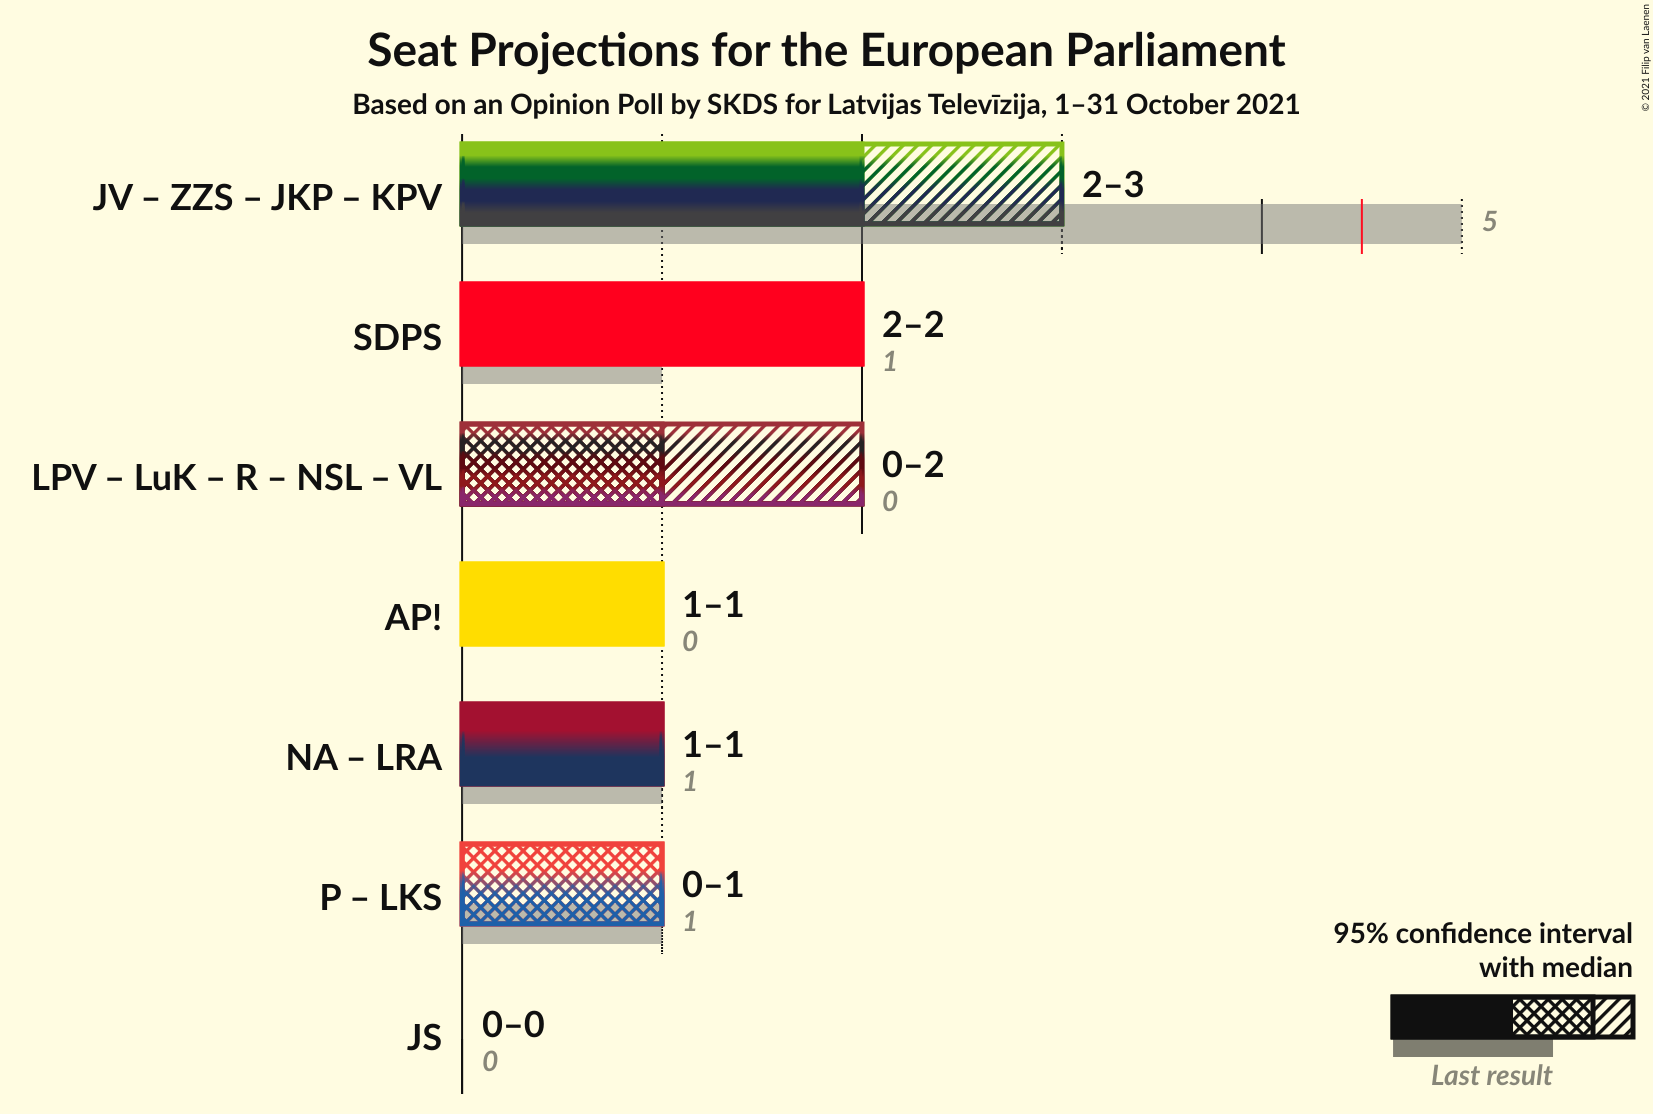 Seat Projections for the European Parliament
Based on an Opinion Poll by SKDS for Latvijas Televīzija, 1–31 October 2021
© 2021 Filip van Laenen
JV – ZZS – JKP – KPV
2–3
5
SDPS
2–2
1
LPV – LuK – R – NSL – VL
0–2
0
AP!
1–1
0
NA – LRA
1–1
1
P – LKS
0–1
1
JS
0–0
0
95% confidence interval
with median
Last result